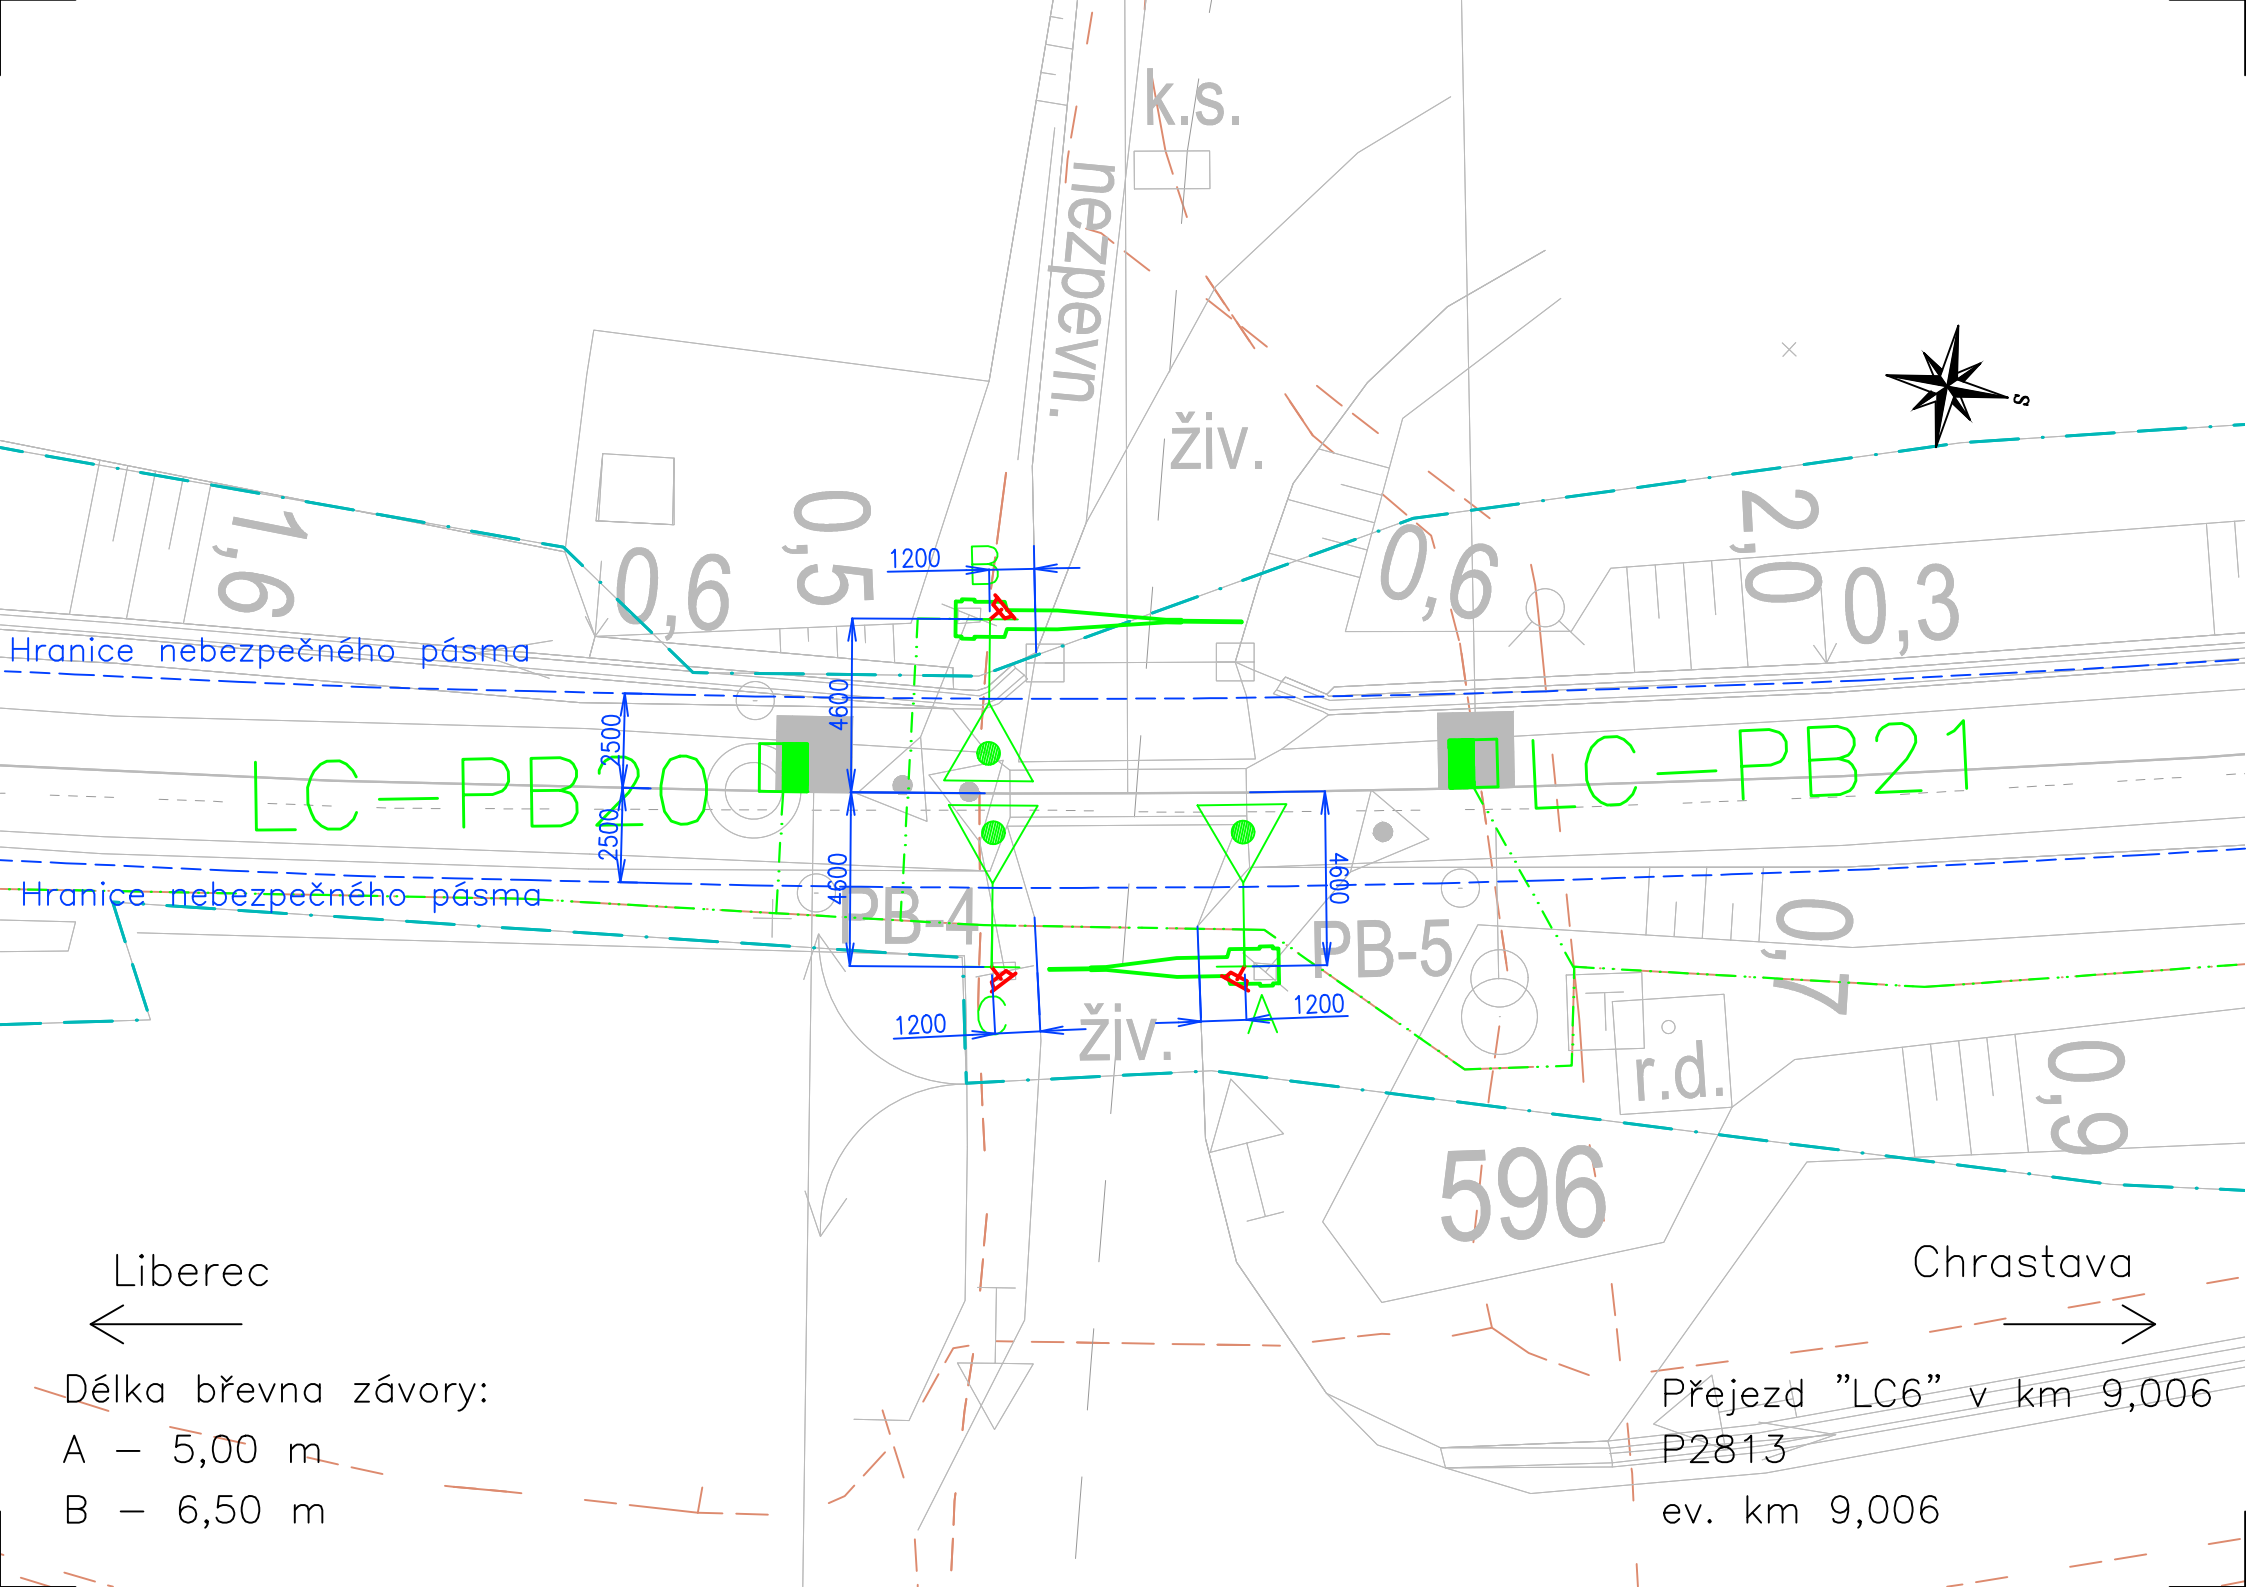 k.s.
nezpevn.
živ.
s
1,6
0,6
0,5
1200
B
0,6
2,0
0,3
Hranice nebezpečného pásma
4600
2500
LC-PB20
LC-PB21
2500
4600
4600
Hranice nebezpečného pásma
PB-4
PB-5
0,7
1200
C
živ.
A
1200
r.d.
0,9
596
Liberec
Chrastava
Délka břevna závory:
A - 5,00 m
B - 6,50 m
Přejezd "LC6" v km 9,006
P2813
ev. km 9,006